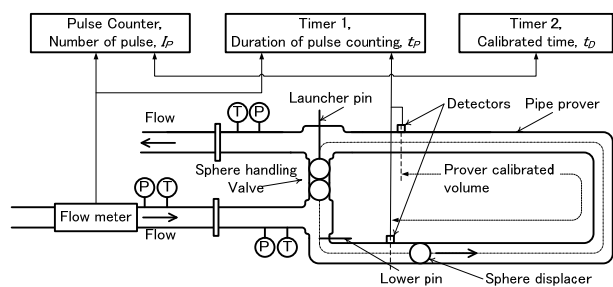 Pulse Counter,
Number of pulse, IP
Timer 1,
Duration of pulse counting, tP
Timer 2,
Calibrated time, tD
Launcher pin
Detectors
Pipe prover
Flow
T P
Sphere handling
Valve
Prover calibrated
volume
P T
Flow meter
Flow
P T
Lower pin
Sphere displacer